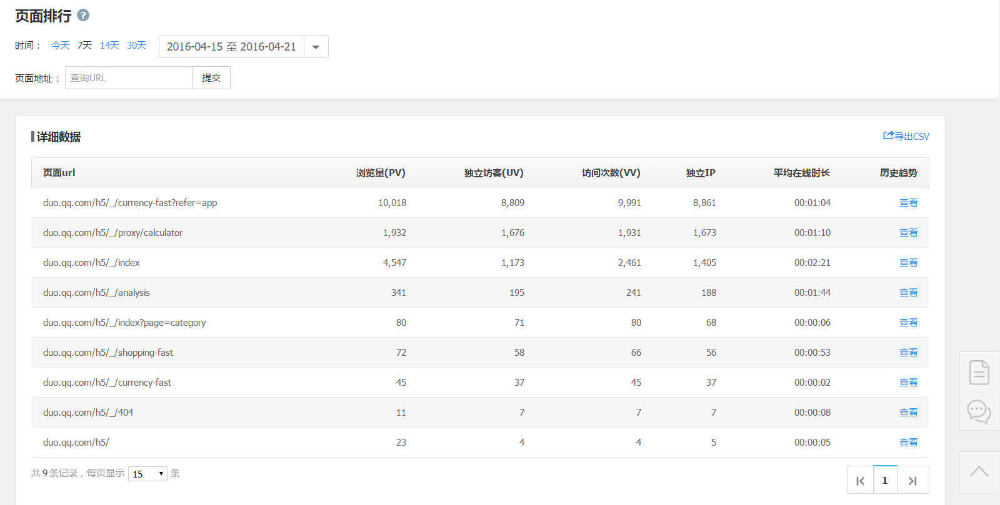 页面排行 ?
时间： 今天 7天 14天 30天 2016-04-15 至 2016-04-21
页面地址： 查询URL 提交
详细数据 导出CSV
页面url 浏览量(PV) 独立访客(UV) 访问次数(VV) 独立IP 平均在线时长 历史趋势
duo.qq.com/h5/_/currency-fast?refer=app 10,018 8,809 9,991 8,861 00:01:04 查看
duo.qq.com/h5/_/proxy/calculator 1,932 1,676 1,931 1,673 00:01:10 查看
duo.qq.com/h5/_/index 4,547 1,173 2,461 1,405 00:02:21 查看
duo.qq.com/h5/_/analysis 341 195 241 188 00:01:44 查看
duo.qq.com/h5/_/index?page=category 80 71 80 68 00:00:06 查看
duo.qq.com/h5/_/shopping-fast 72 58 66 56 00:00:53 查看
duo.qq.com/h5/_/currency-fast 45 37 45 37 00:00:02 查看
duo.qq.com/h5/_/404 11 7 7 7 00:00:08 查看
duo.qq.com/h5/ 23 4 4 5 00:00:05 查看
共9条记录，每页显示 15 条 1